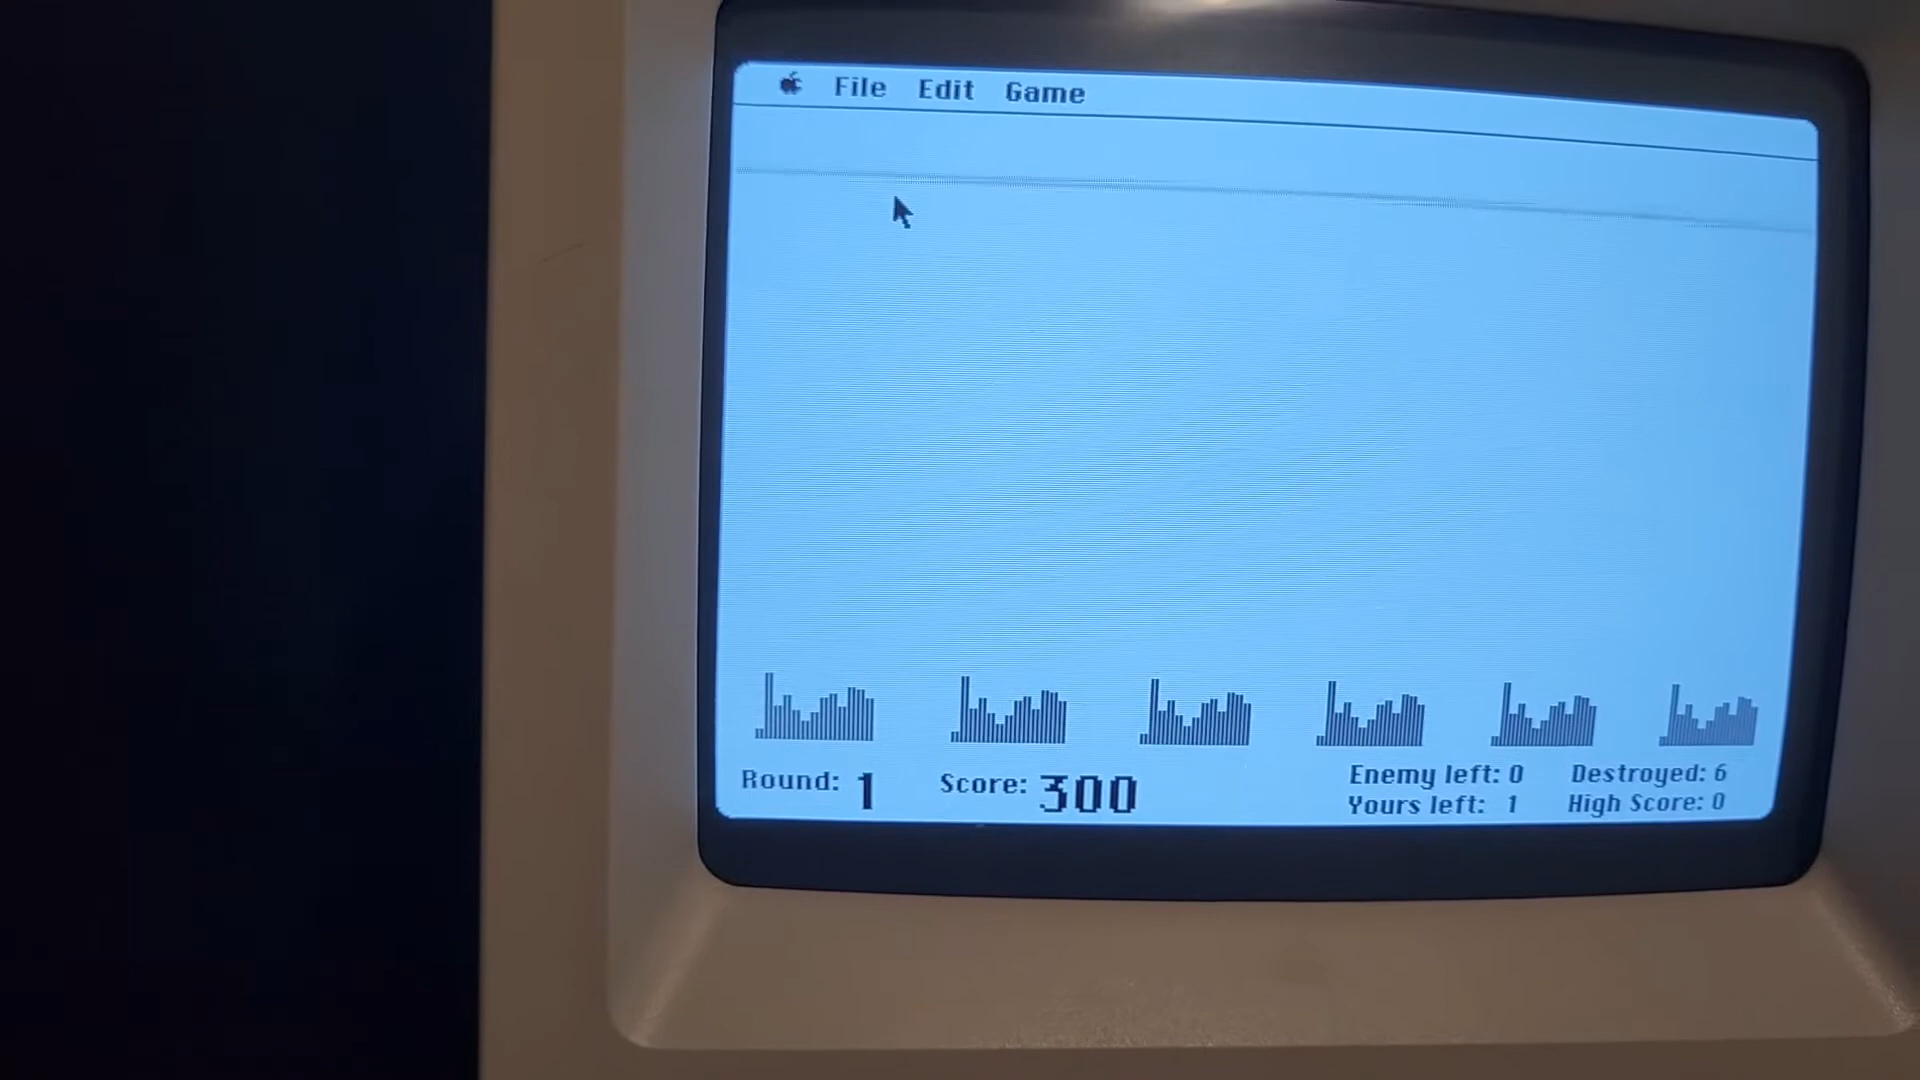 File Edit Game
Round: 1 Score: 300 Enemy left: 0 Destroyed: 6
Yours left: 1 High Score: 0